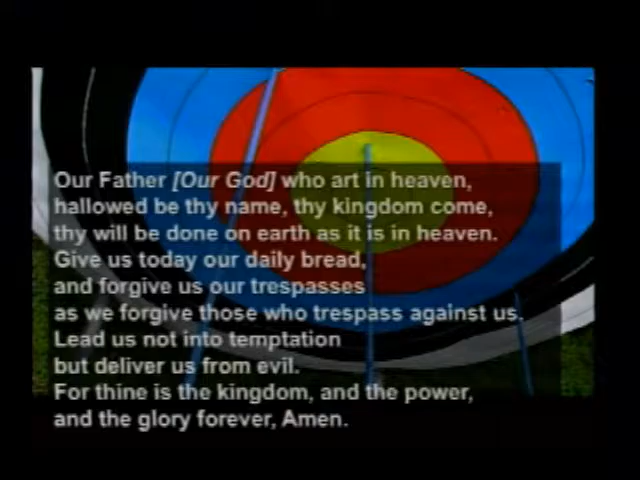 Our Father [Our God] who art in heaven,
hallowed be thy name, thy kingdom come,
thy will be done on earth as it is in heaven.
Give us today our daily bread,
and forgive us our trespasses
as we forgive those who trespass against us.
Lead us not into temptation
but deliver us from evil.
For thine is the kingdom, and the power,
and the glory forever, Amen.